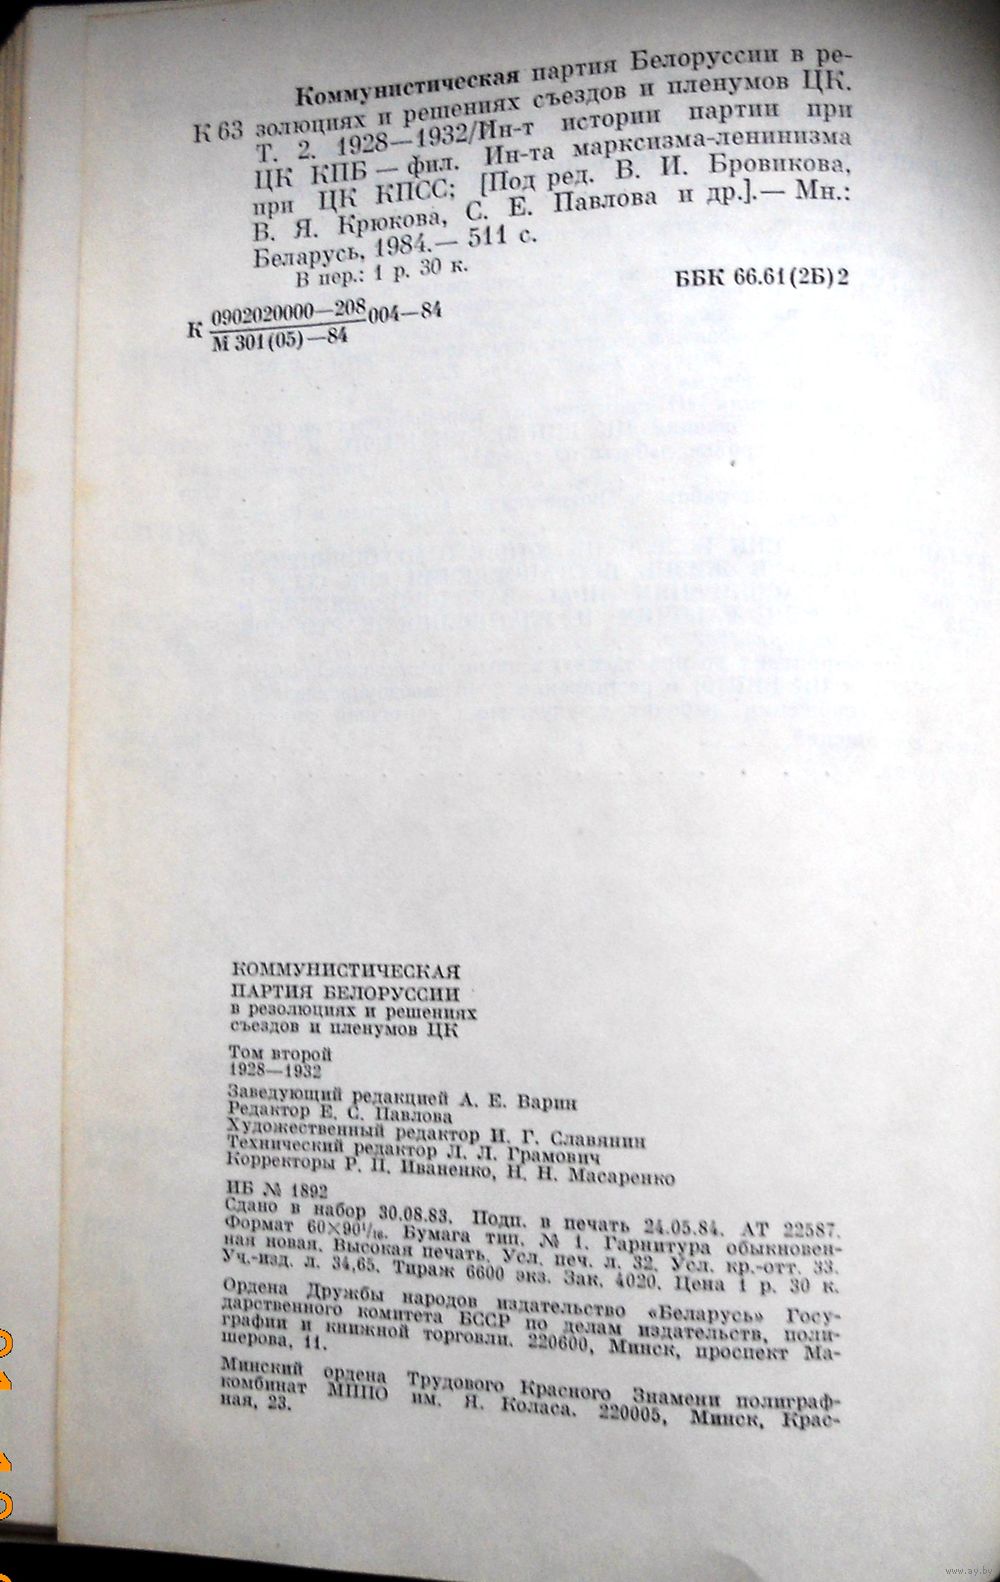 Коммунистическая партия Белоруссии в ре-
К 63 золюциях и решениях съездов и пленумов ЦК.
Т. 2. 1928—1932/Ин-т истории партии при
ЦК КПБ — фил. Ин-та марксизма-ленинизма
при ЦК КПСС; [Под ред. В. И. Бровикова,
В. Я. Крюкова, С. Е. Павлова и др.].— Мн.:
Беларусь, 1984.— 511 с.
В пер.: 1 р. 30 к.
ББК 66.61(2Б)2
К 0902020000—208 004—84
М 301(05)—84
КОММУНИСТИЧЕСКАЯ
ПАРТИЯ БЕЛОРУССИИ
в резолюциях и решениях
съездов и пленумов ЦК
Том второй
1928—1932
Заведующий редакцией А. Е. Варин
Редактор Е. С. Павлова
Художественный редактор И. Г. Славянин
Технический редактор Л. Л. Грамович
Корректоры Р. П. Иваненко, Н. Н. Масаренко
ИБ № 1892
Сдано в набор 30.08.83. Подп. в печать 24.05.84. АТ 22587.
Формат 60×90¹/₁₆. Бумага тип. № 1. Гарнитура обыкновен-
ная новая. Высокая печать. Усл. печ. л. 32. Усл. кр.-отт. 33.
Уч.-изд. л. 34,65. Тираж 6600 экз. Зак. 4020. Цена 1 р. 30 к.
Ордена Дружбы народов издательство «Беларусь» Госу-
дарственного комитета БССР по делам издательств, поли-
графии и книжной торговли. 220600, Минск, проспект Ма-
шерова, 11.
Минский ордена Трудового Красного Знамени полиграф-
комбинат МППО им. Я. Коласа. 220005, Минск, Крас-
ная, 23.
www.ay.by